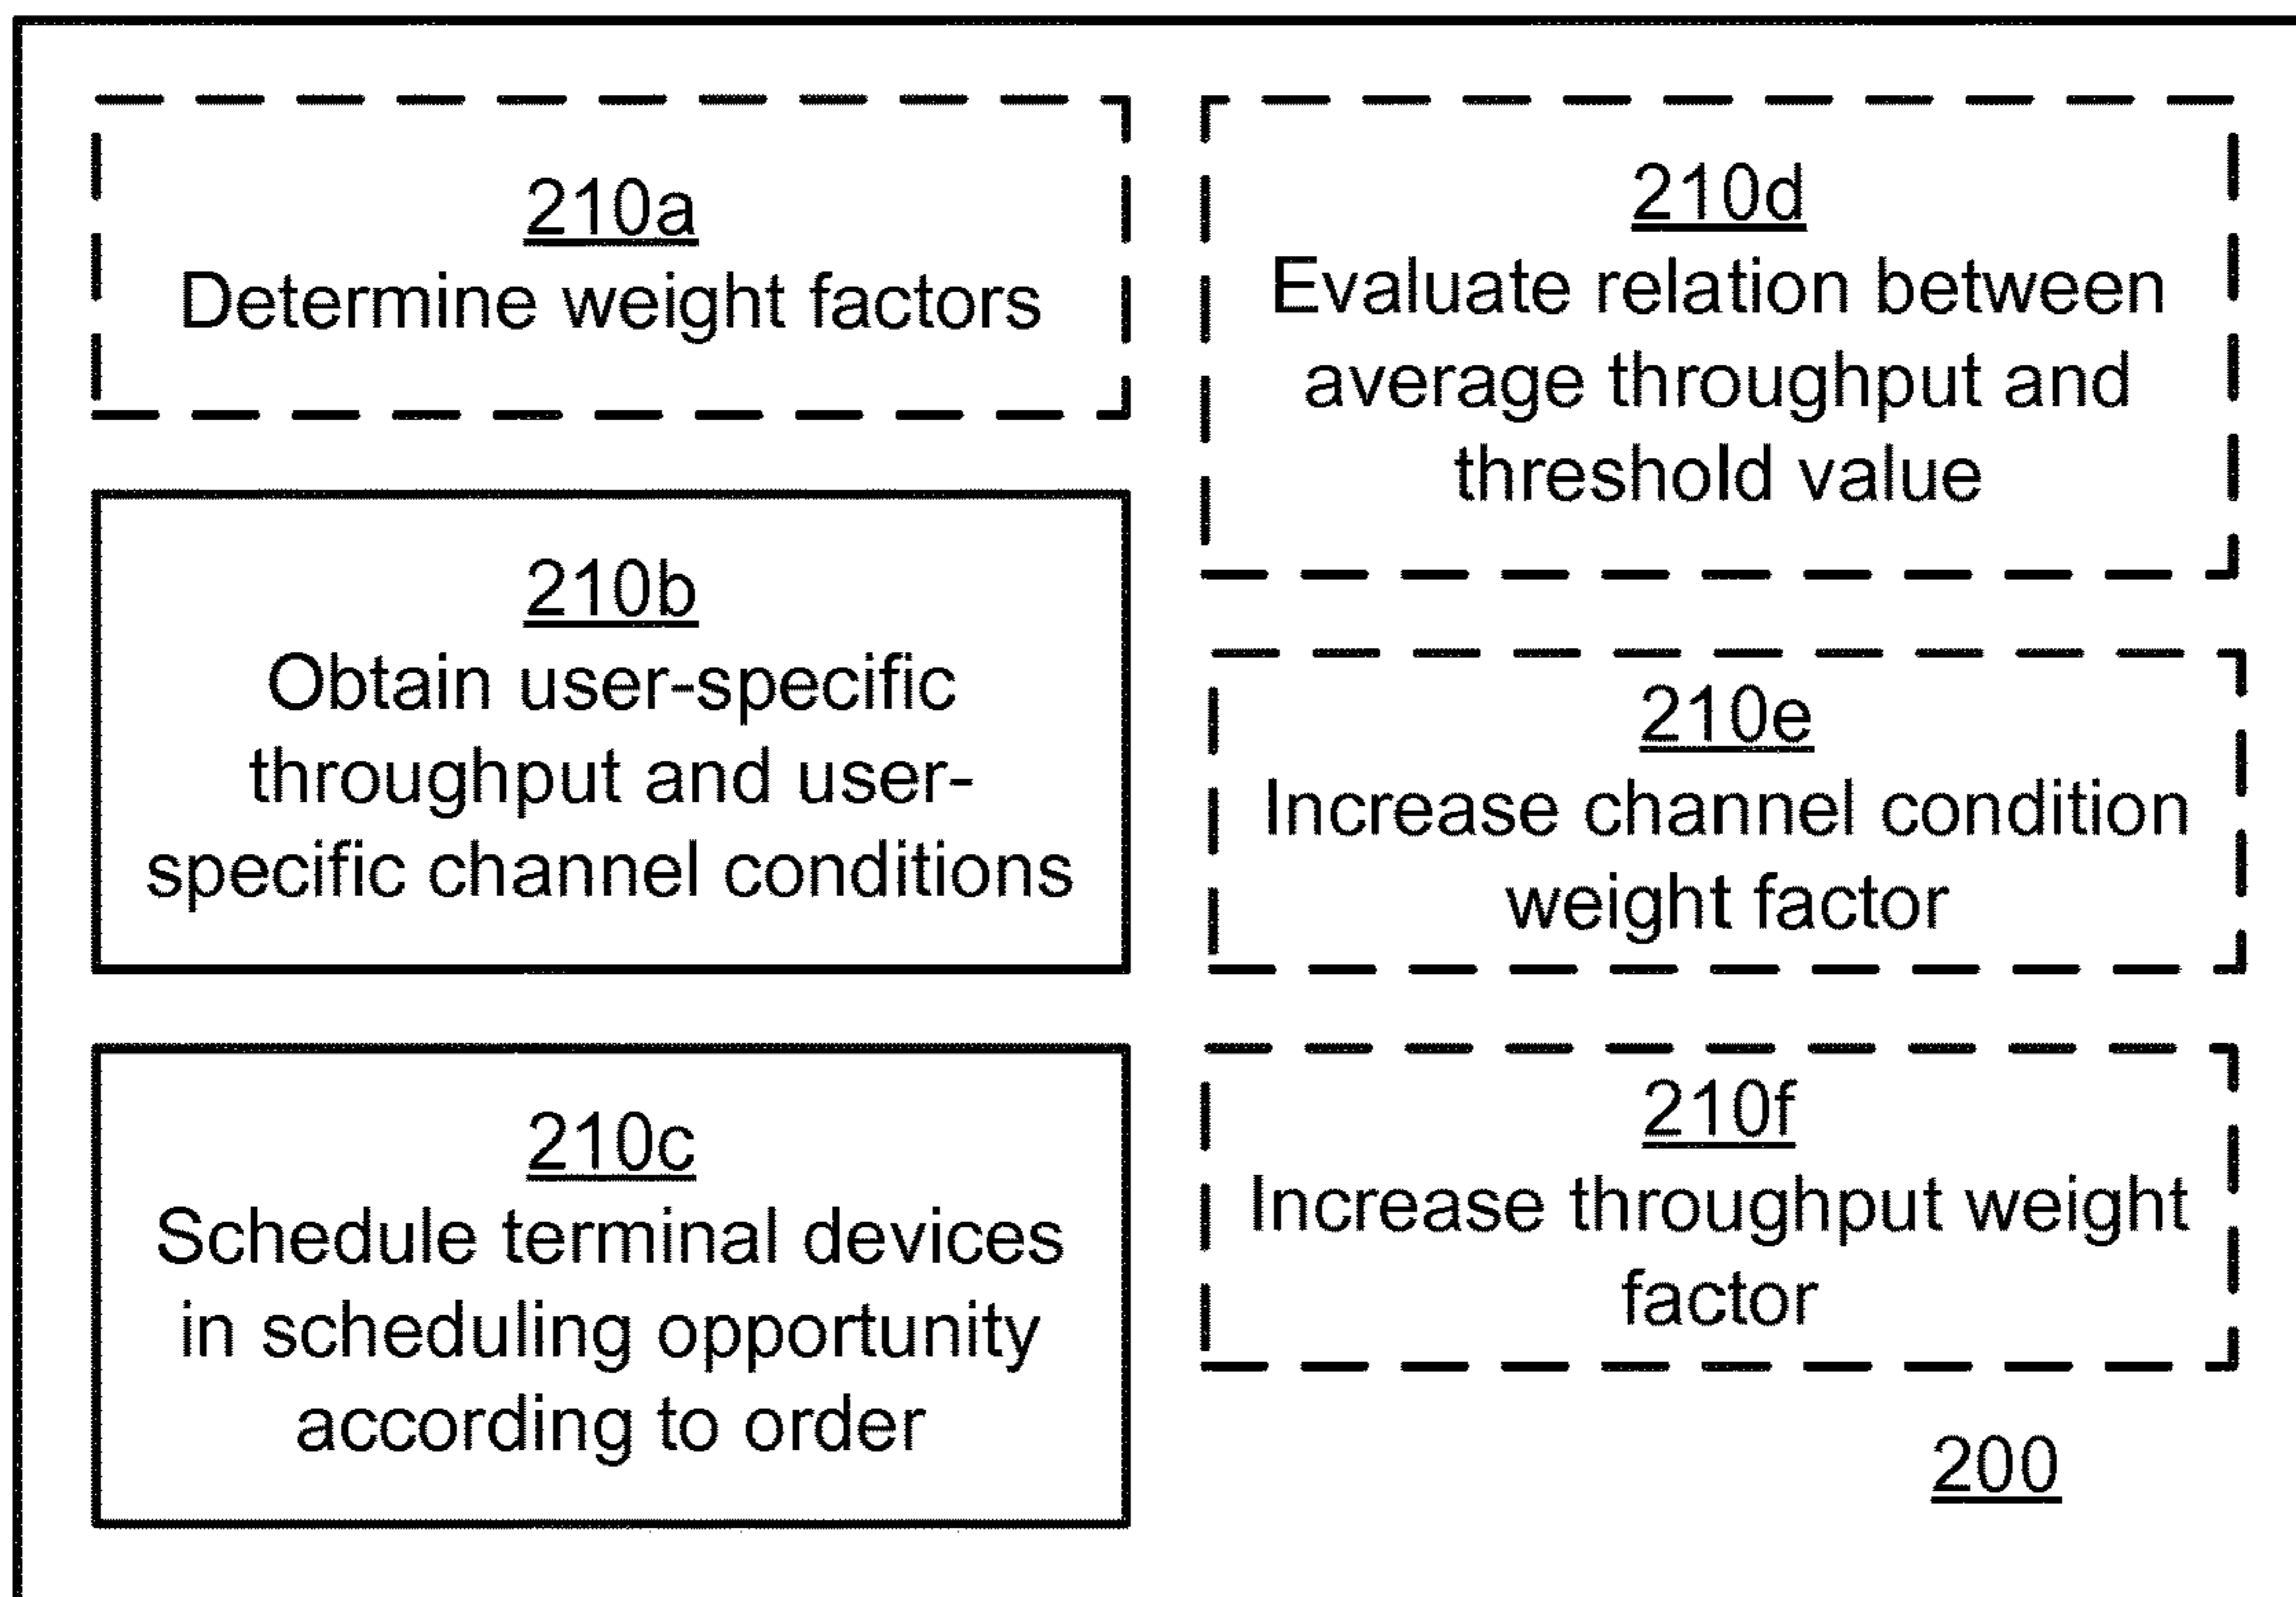 210a
Determine weight factors
210b
Obtain user-specific
throughput and user-
specific channel conditions
210c
Schedule terminal devices
in scheduling opportunity
according to order
210d
Evaluate relation between
average throughput and
threshold value
210e
Increase channel condition
weight factor
210f
Increase throughput weight
factor
200